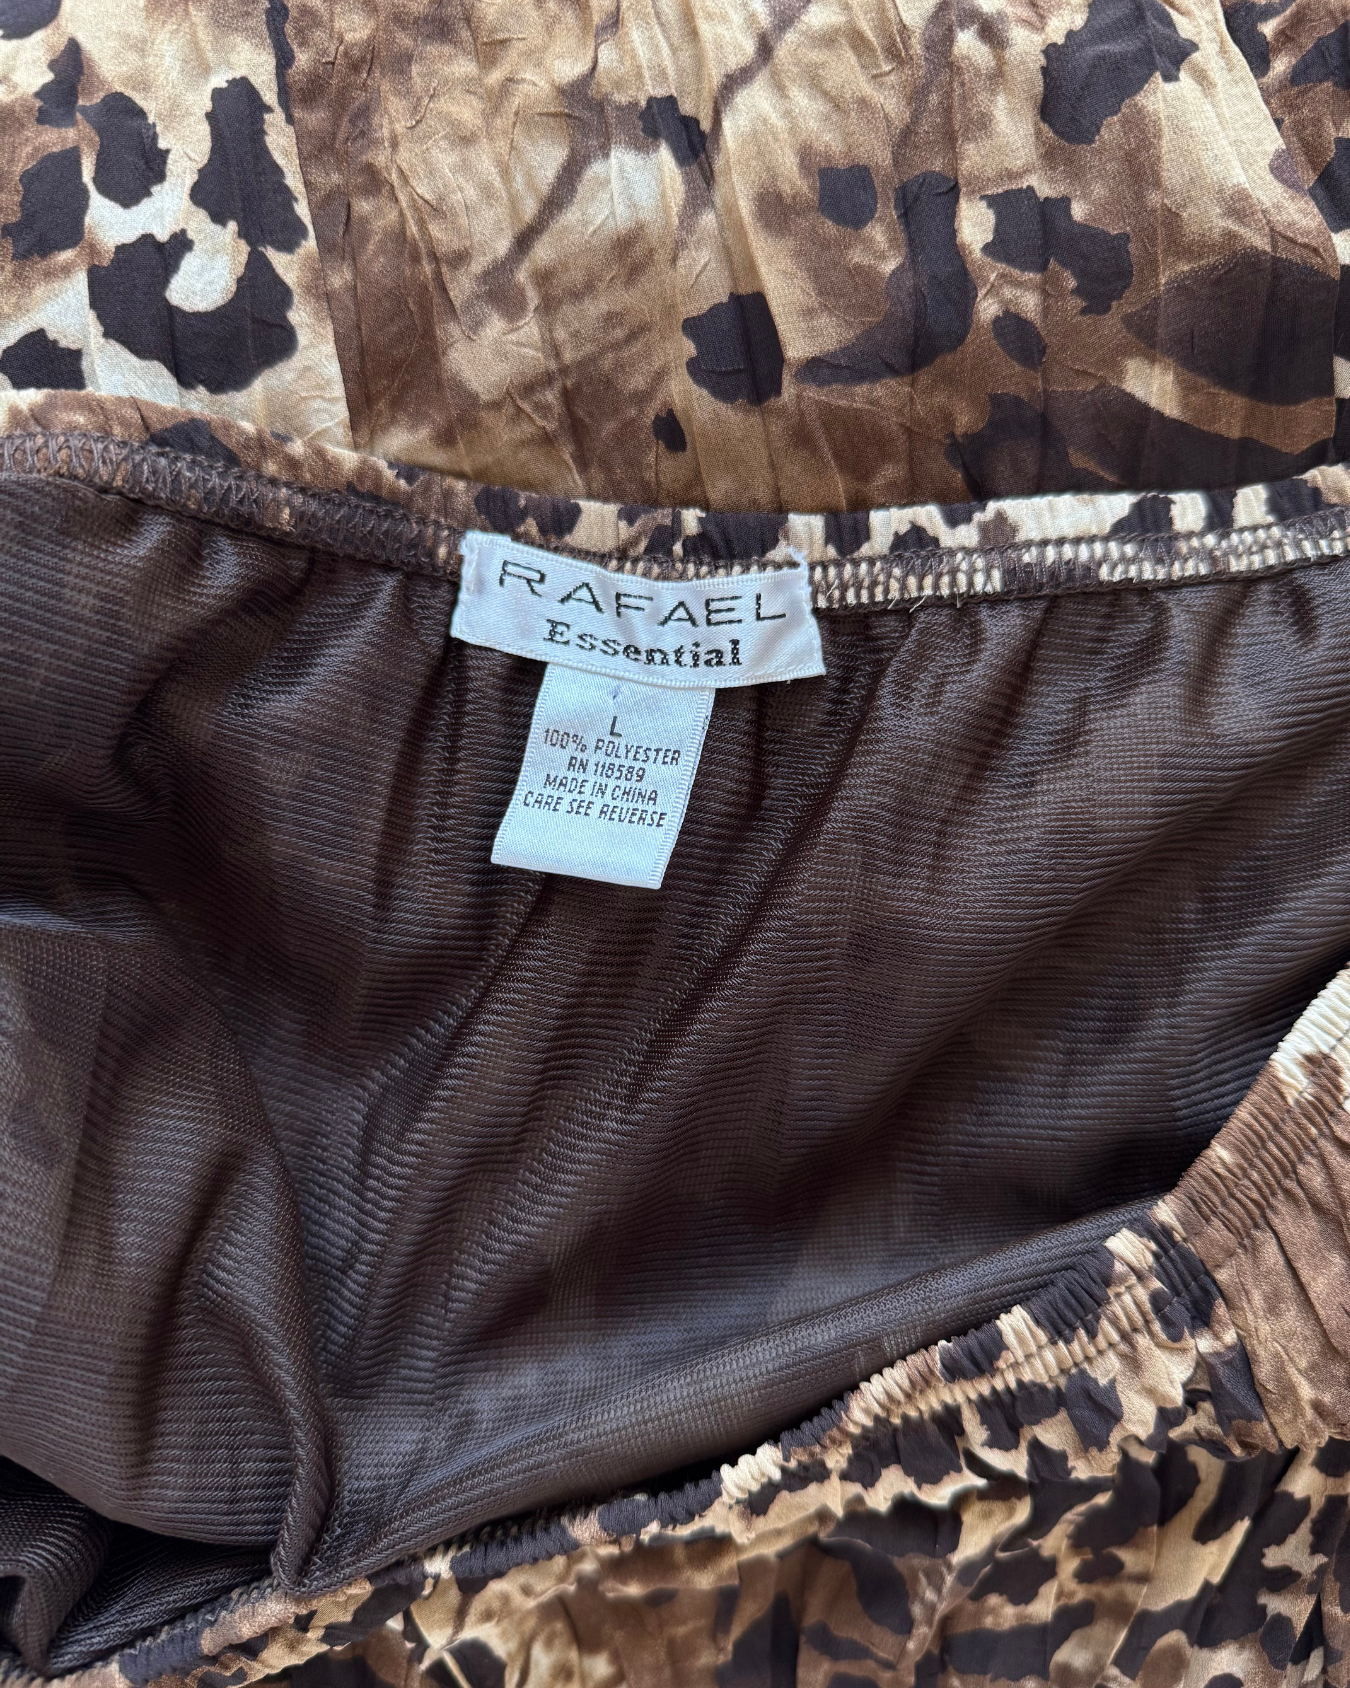 RAFAEL
Essential
L
100% POLYESTER
RN 118589
MADE IN CHINA
CARE SEE REVERSE